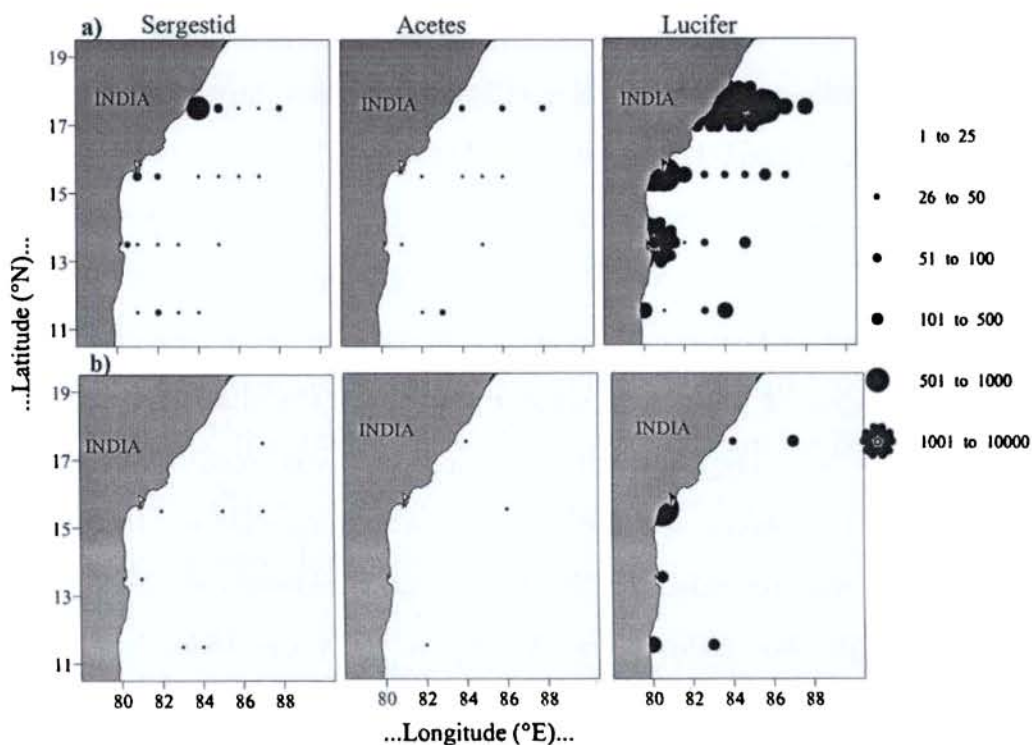 a) Sergestid Acetes Lucifer
19
INDIA INDIA INDIA
17
15
13
11
1 to 25
26 to 50
51 to 100
101 to 500
501 to 1000
1001 to 10000
...Latitude (°N)...
b)
19
INDIA INDIA INDIA
17
15
13
11
80 82 84 86 88 80 82 84 86 88 80 82 84 86 88
...Longitude (°E)...